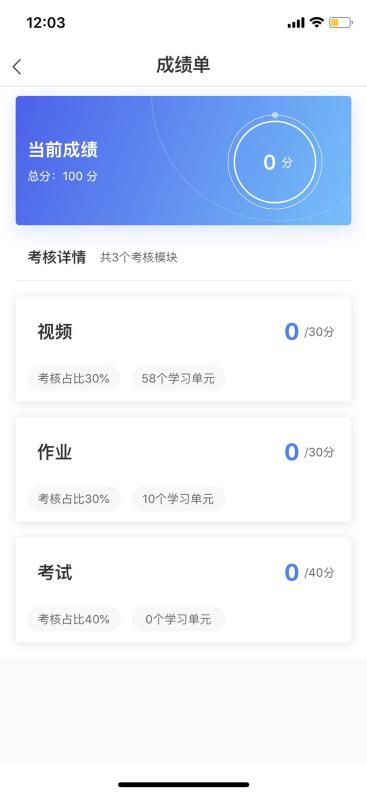 12:03
成绩单
当前成绩
总分：100 分
0 分
考核详情 共3个考核模块
视频 0 /30分
考核占比30% 58个学习单元
作业 0 /30分
考核占比30% 10个学习单元
考试 0 /40分
考核占比40% 0个学习单元